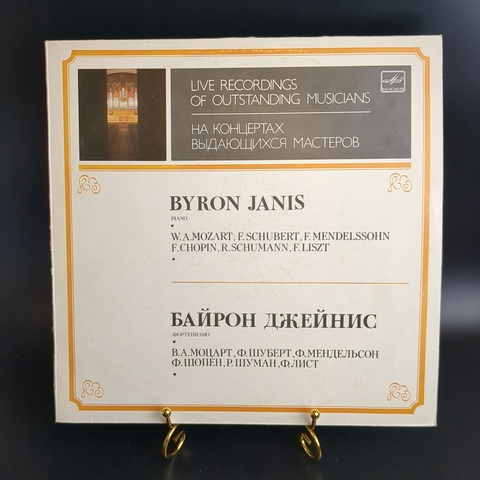 LIVE RECORDINGS
OF OUTSTANDING MUSICIANS
НА КОНЦЕРТАХ
ВЫДАЮЩИХСЯ МАСТЕРОВ
BYRON JANIS
PIANO
W.A.MOZART, F.SCHUBERT, F.MENDELSSOHN
F.CHOPIN, R.SCHUMANN, F.LISZT
БАЙРОН ДЖЕЙНИС
ФОРТЕПИАНО
В.А.МОЦАРТ, Ф.ШУБЕРТ, Ф.МЕНДЕЛЬСОН
Ф.ШОПЕН, Р.ШУМАН, Ф.ЛИСТ